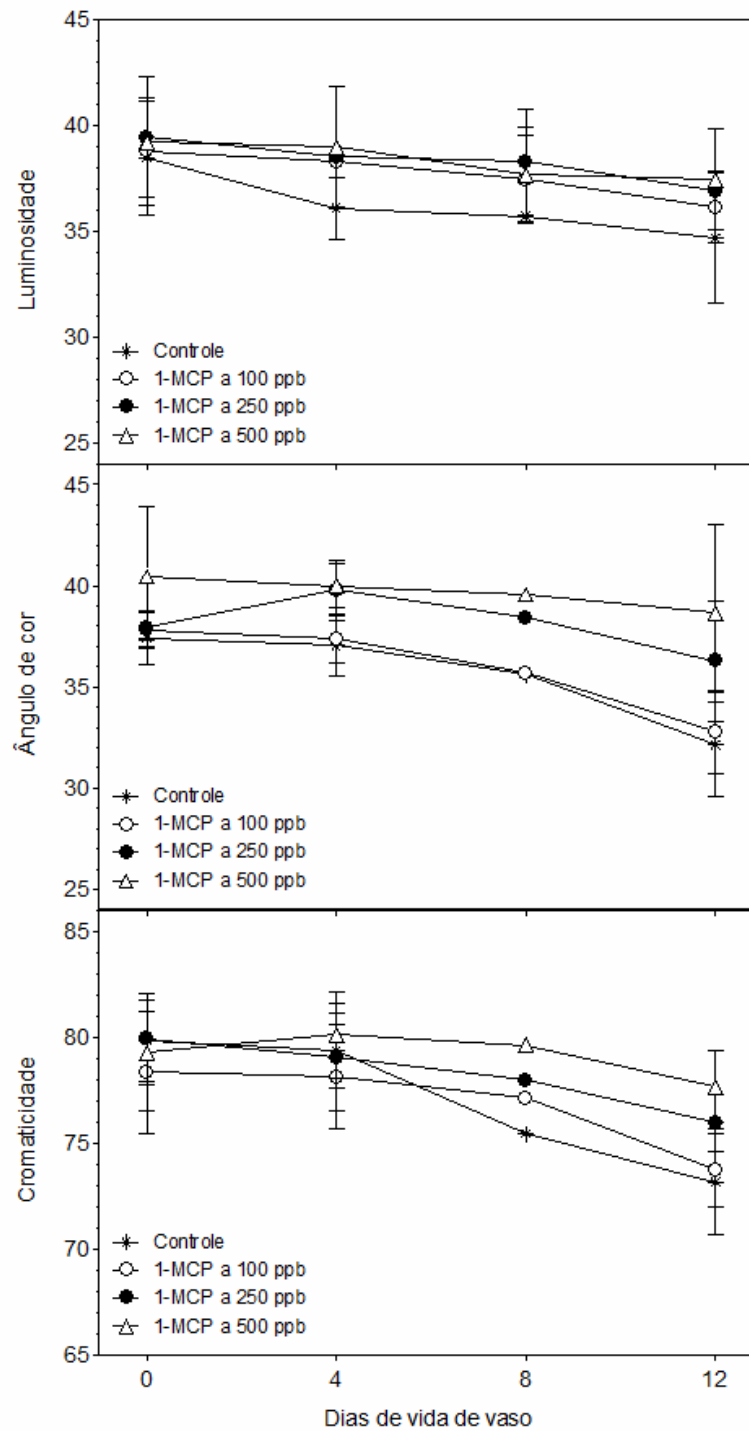 45
40
35
30
25
Luminosidade
Controle
1-MCP a 100 ppb
1-MCP a 250 ppb
1-MCP a 500 ppb
45
40
35
30
25
Ângulo de cor
Controle
1-MCP a 100 ppb
1-MCP a 250 ppb
1-MCP a 500 ppb
85
80
75
70
65
Cromaticidade
Controle
1-MCP a 100 ppb
1-MCP a 250 ppb
1-MCP a 500 ppb
0 4 8 12
Dias de vida de vaso